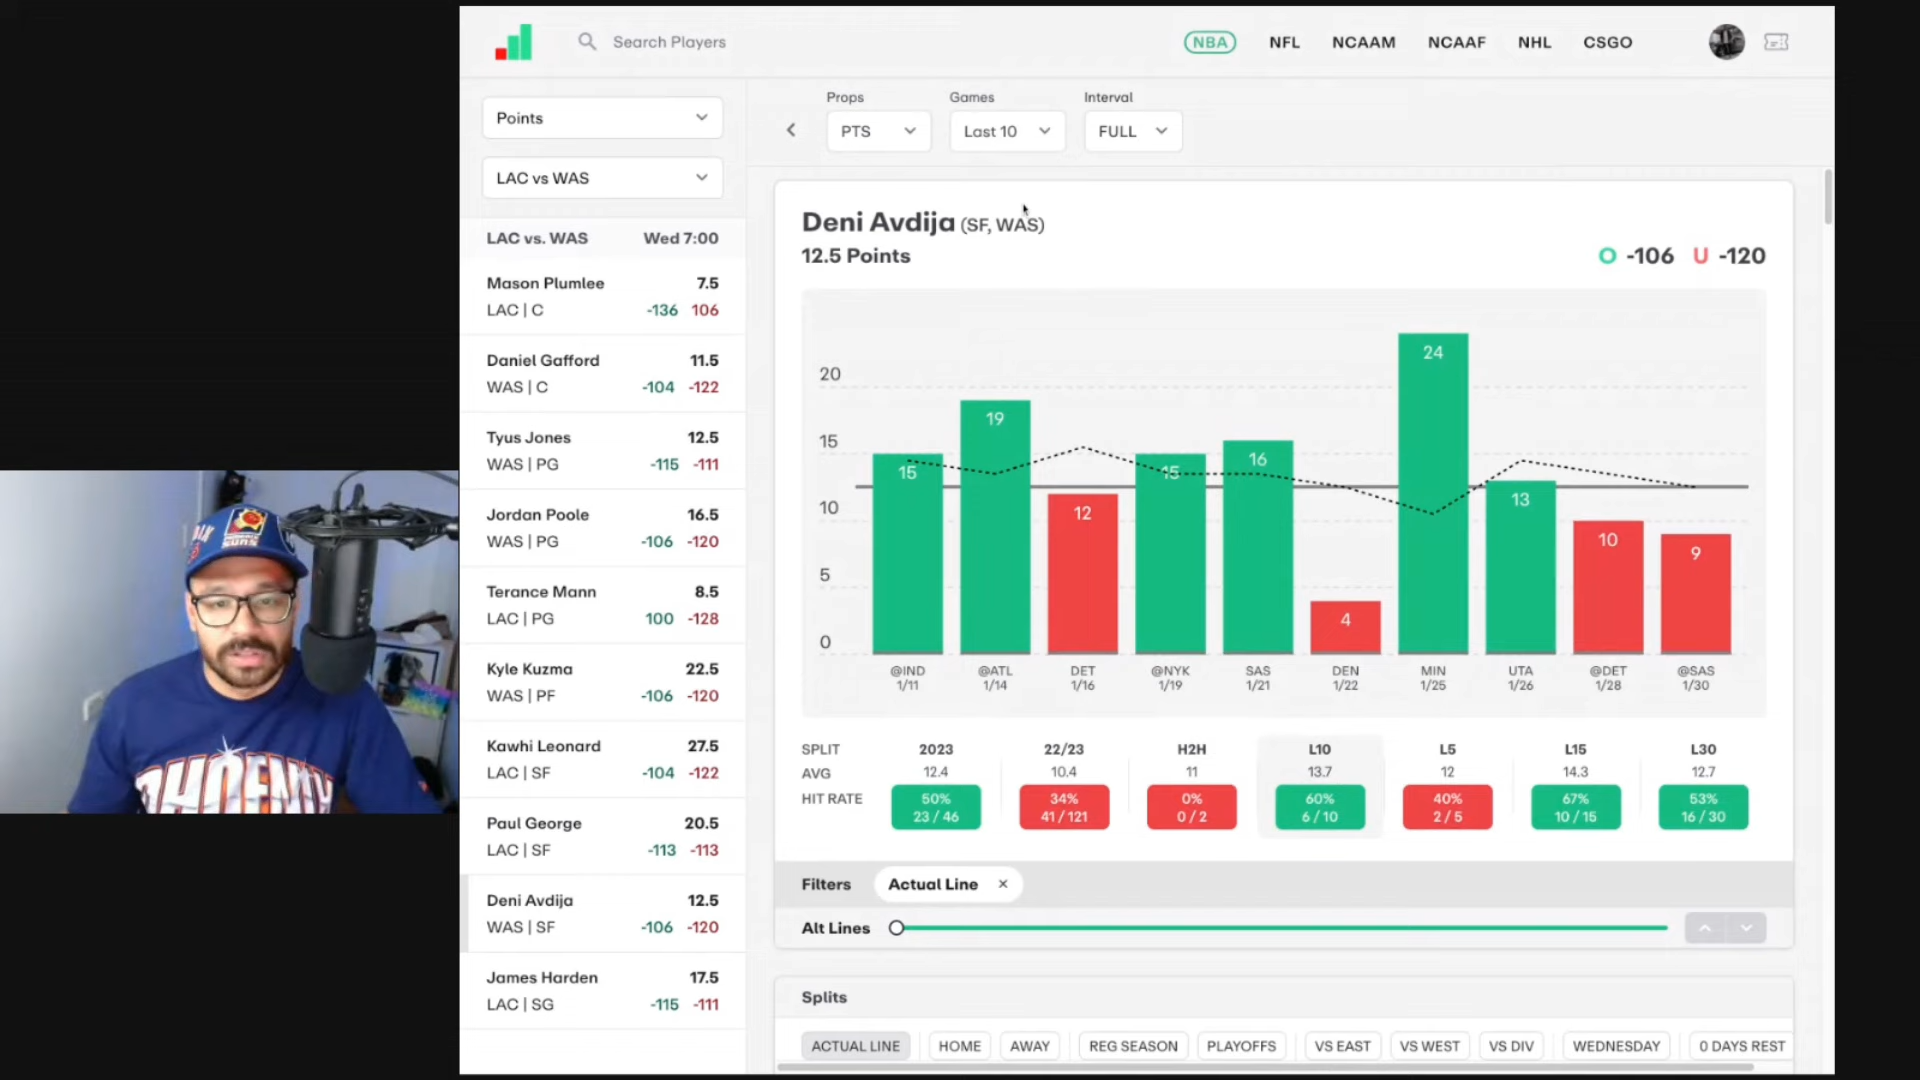 Search Players
NBA NFL NCAAM NCAAF NHL CSGO
Points
LAC vs WAS
LAC vs. WAS Wed 7:00
Mason Plumlee 7.5
LAC | C -136 106
Daniel Gafford 11.5
WAS | C -104 -122
Tyus Jones 12.5
WAS | PG -115 -111
Jordan Poole 16.5
WAS | PG -106 -120
Terance Mann 8.5
LAC | PG 100 -128
Kyle Kuzma 22.5
WAS | PF -106 -120
Kawhi Leonard 27.5
LAC | SF -104 -122
Paul George 20.5
LAC | SF -113 -113
Deni Avdija 12.5
WAS | SF -106 -120
James Harden 17.5
LAC | SG -115 -111
Props Games Interval
PTS Last 10 FULL
Deni Avdija (SF, WAS)
12.5 Points O -106 U -120
20
15
10
5
0
15 19 12 15 16 4 24 13 10 9
@IND @ATL DET @NYK SAS DEN MIN UTA @DET @SAS
1/11 1/14 1/16 1/19 1/21 1/22 1/25 1/26 1/28 1/30
SPLIT 2023 22/23 H2H L10 L5 L15 L30
AVG 12.4 10.4 11 13.7 12 14.3 12.7
HIT RATE 50% 34% 0% 60% 40% 67% 53%
23 / 46 41 / 121 0 / 2 6 / 10 2 / 5 10 / 15 16 / 30
Filters Actual Line ×
Alt Lines
Splits
ACTUAL LINE HOME AWAY REG SEASON PLAYOFFS VS EAST VS WEST VS DIV WEDNESDAY 0 DAYS REST